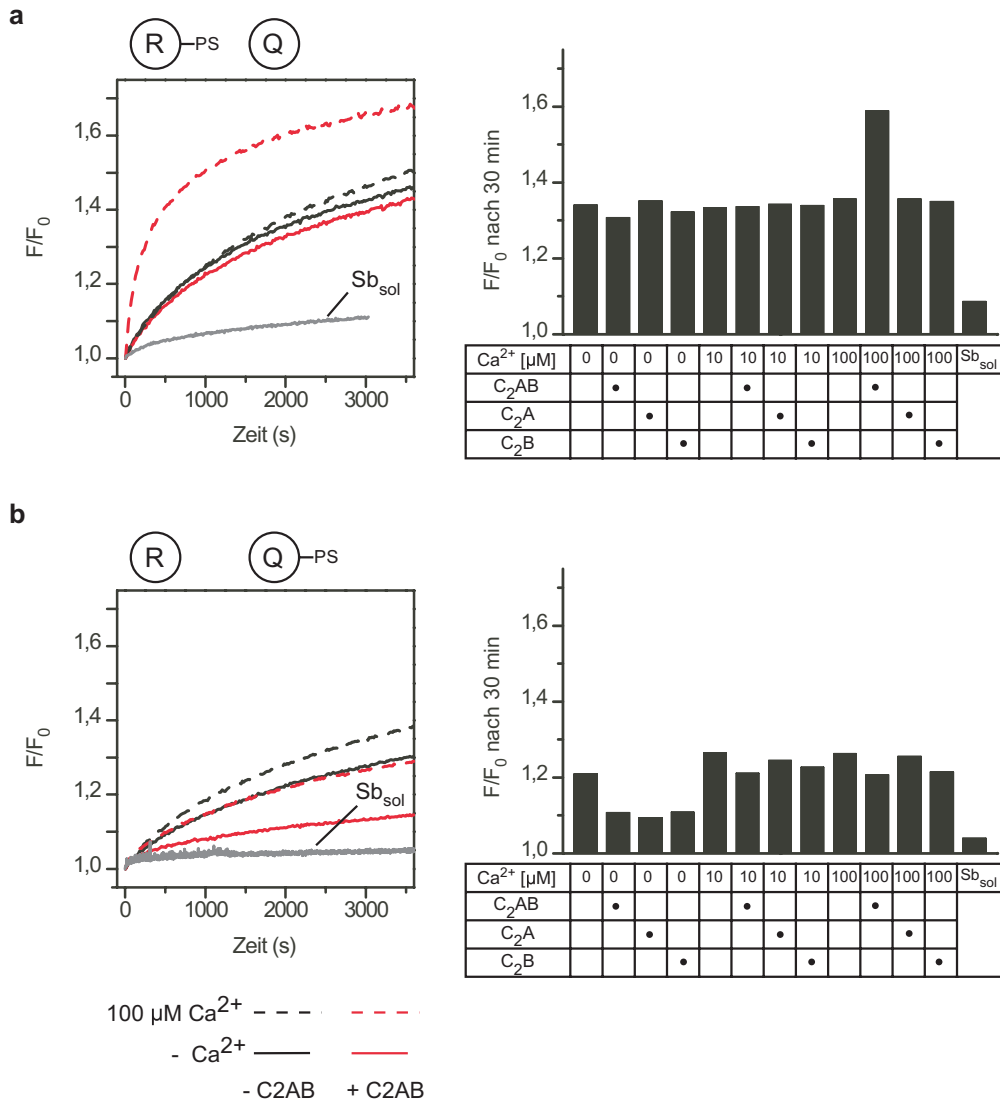 a
R –PS Q
1,6
1,4
1,2
1,0
F/F0
Sbsol
0 1000 2000 3000
Zeit (s)
1,6
1,4
1,2
1,0
F/F0 nach 30 min
Ca2+ [µM] 0 0 0 0 10 10 10 10 100 100 100 100 Sbsol
C2AB • • •
C2A • • •
C2B • • •
b
R Q –PS
1,6
1,4
1,2
1,0
F/F0
Sbsol
0 1000 2000 3000
Zeit (s)
1,6
1,4
1,2
1,0
F/F0 nach 30 min
Ca2+ [µM] 0 0 0 0 10 10 10 10 100 100 100 100 Sbsol
C2AB • • •
C2A • • •
C2B • • •
100 µM Ca2+
- Ca2+
- C2AB + C2AB